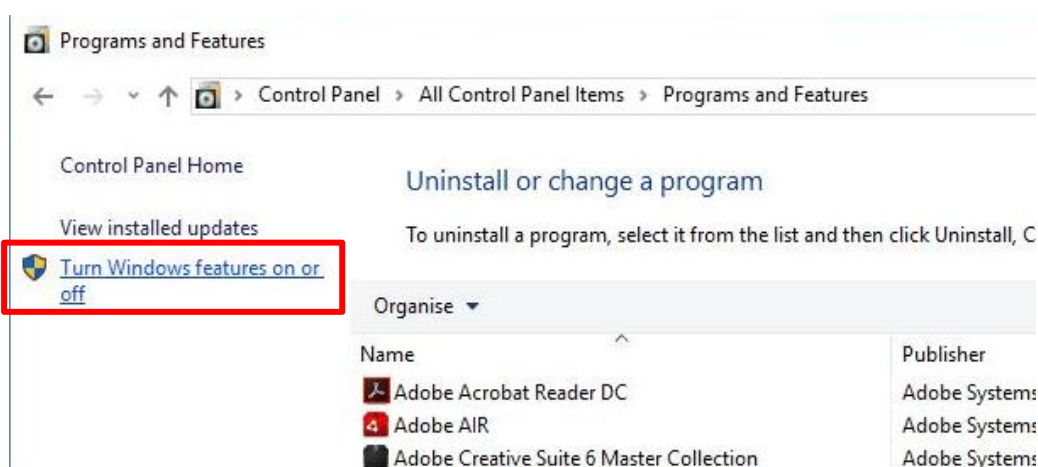 Programs and Features
Control Panel > All Control Panel Items > Programs and Features
Control Panel Home
View installed updates
Turn Windows features on or
off
Uninstall or change a program
To uninstall a program, select it from the list and then click Uninstall, C
Organise
Name Publisher
Adobe Acrobat Reader DC Adobe Systems
Adobe AIR Adobe Systems
Adobe Creative Suite 6 Master Collection Adobe Systems